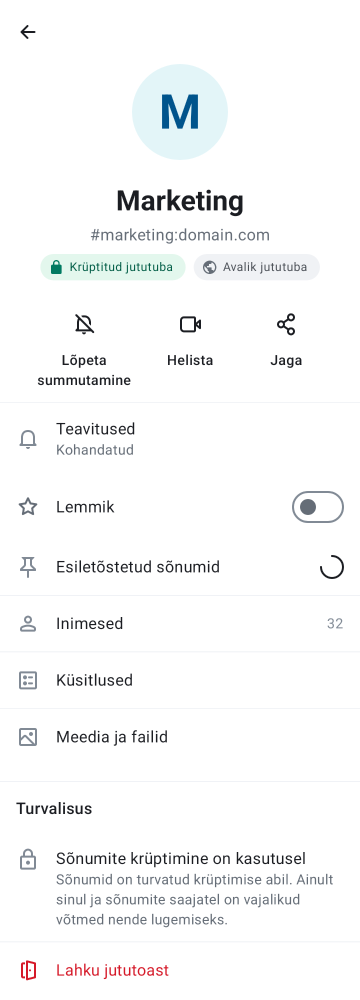 M
Marketing
#marketing:domain.com
Krüptitud jututuba
Avalik jututuba
Lõpeta
summutamine
Helista
Jaga
Teavitused
Kohandatud
Lemmik
Esiletõstetud sõnumid
Inimesed
32
Küsitlused
Meedia ja failid
Turvalisus
Sõnumite krüptimine on kasutusel
Sõnumid on turvatud krüptimise abil. Ainult
sinul ja sõnumite saajatel on vajalikud
võtmed nende lugemiseks.
Lahku jututoast